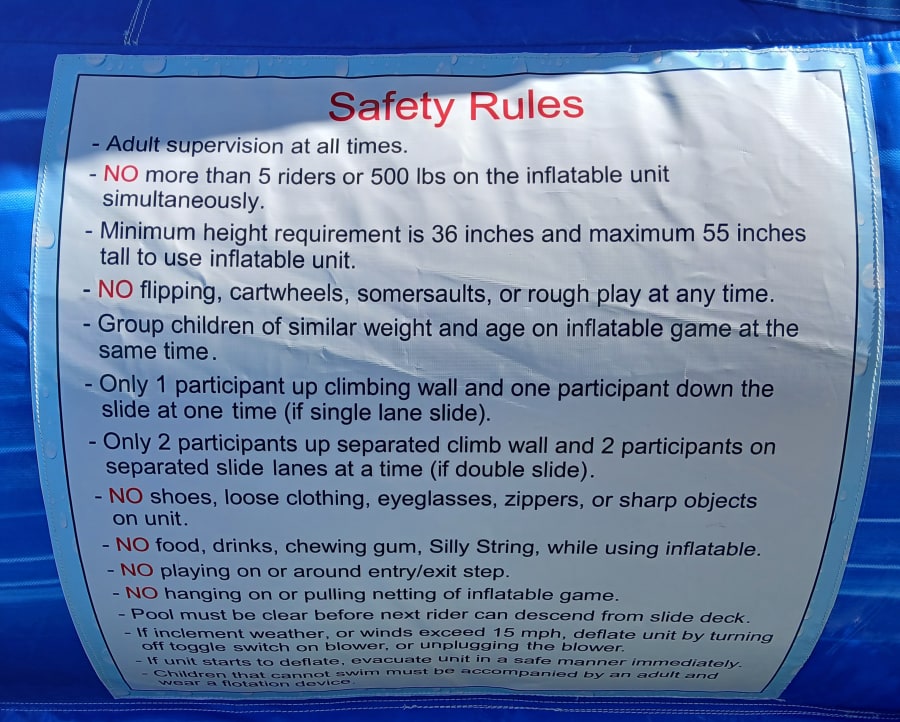 Safety Rules
- Adult supervision at all times.
- NO more than 5 riders or 500 lbs on the inflatable unit
simultaneously.
- Minimum height requirement is 36 inches and maximum 55 inches
tall to use inflatable unit.
- NO flipping, cartwheels, somersaults, or rough play at any time.
- Group children of similar weight and age on inflatable game at the
same time.
- Only 1 participant up climbing wall and one participant down the
slide at one time (if single lane slide).
- Only 2 participants up separated climb wall and 2 participants on
separated slide lanes at a time (if double slide).
- NO shoes, loose clothing, eyeglasses, zippers, or sharp objects
on unit.
- NO food, drinks, chewing gum, Silly String, while using inflatable.
- NO playing on or around entry/exit step.
- NO hanging on or pulling netting of inflatable game.
- Pool must be clear before next rider can descend from slide deck.
- If inclement weather, or winds exceed 15 mph, deflate unit by turning
off toggle switch on blower, or unplugging the blower.
- If unit starts to deflate, evacuate unit in a safe manner immediately.
- Children that cannot swim must be accompanied by an adult and
wear a flotation device.